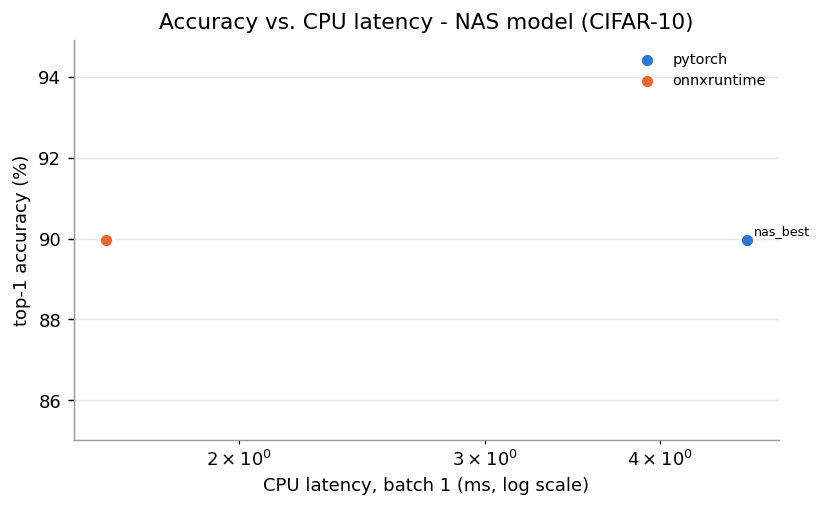 Accuracy vs. CPU latency - NAS model (CIFAR-10)
pytorch
onnxruntime
94
92
90
88
86
top-1 accuracy (%)
nas_best
2 × 10⁰
3 × 10⁰
4 × 10⁰
CPU latency, batch 1 (ms, log scale)